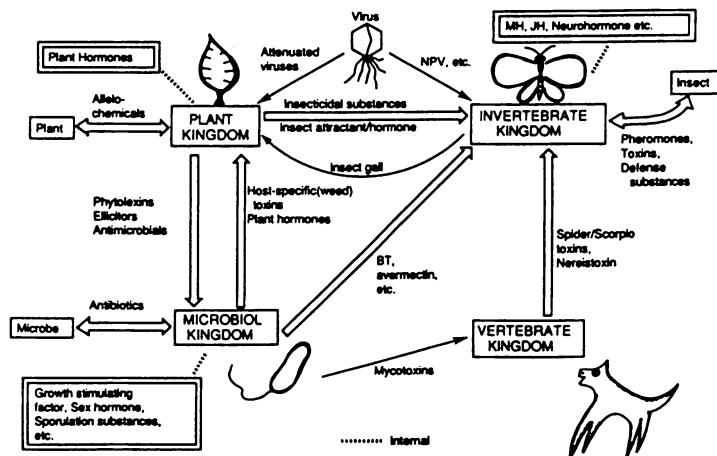 Virus
MH, JH, Neurohormone etc.
Plant Hormones
Attenuated
viruses
NPV, etc.
Insect
Allelo-
chemicals
Insecticidal substances
Plant
PLANT
KINGDOM
Insect attractant/hormone
INVERTEBRATE
KINGDOM
Pheromones,
Toxins,
Defense
substances
Insect gall
Phytolexins
Ellicitors
Antimicrobials
Host-specific(weed)
toxins
Plant hormones
Spider/Scorpio
toxins,
Nereistoxin
BT,
avermectin,
etc.
Antibiotics
Microbe
MICROBIOL
KINGDOM
VERTEBRATE
KINGDOM
Mycotoxins
Growth stimulating
factor, Sex hormone,
Sporulation substances,
etc.
Internal